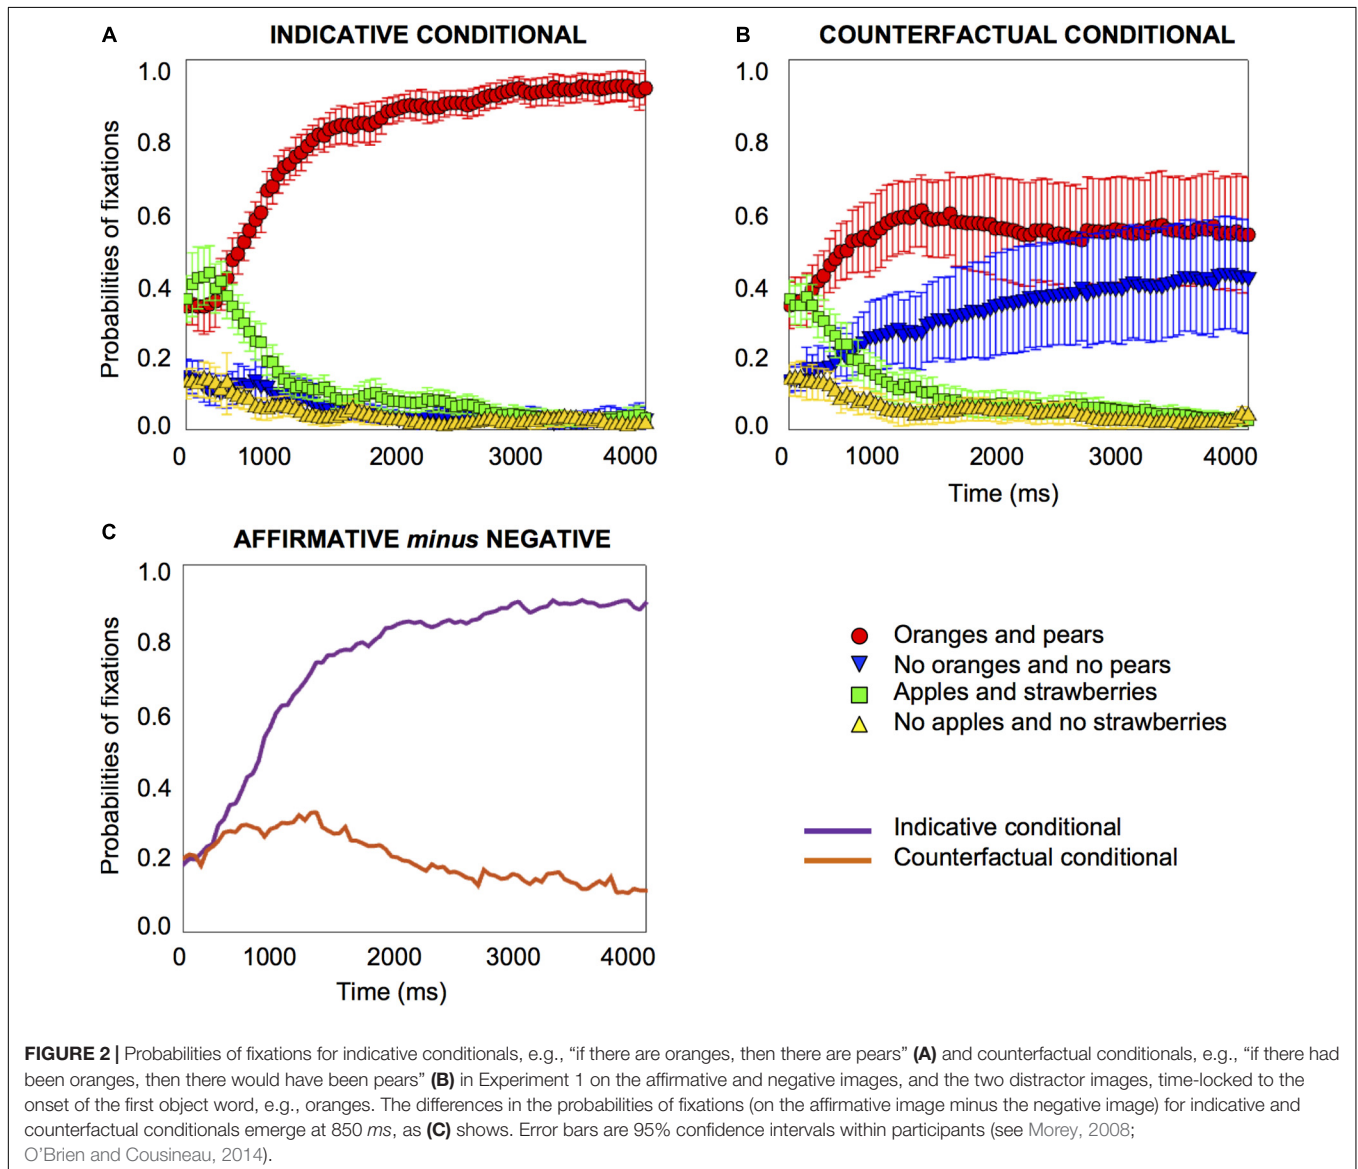 A
INDICATIVE CONDITIONAL
Probabilities of fixations
1.0
0.8
0.6
0.4
0.2
0.0
0 1000 2000 3000 4000
B
COUNTERFACTUAL CONDITIONAL
1.0
0.8
0.6
0.4
0.2
0.0
0 1000 2000 3000 4000
Time (ms)
C
AFFIRMATIVE minus NEGATIVE
Probabilities of fixations
1.0
0.8
0.6
0.4
0.2
0.0
0 1000 2000 3000 4000
Time (ms)
Oranges and pears
No oranges and no pears
Apples and strawberries
No apples and no strawberries
Indicative conditional
Counterfactual conditional
FIGURE 2 | Probabilities of fixations for indicative conditionals, e.g., “if there are oranges, then there are pears” (A) and counterfactual conditionals, e.g., “if there had
been oranges, then there would have been pears” (B) in Experiment 1 on the affirmative and negative images, and the two distractor images, time-locked to the
onset of the first object word, e.g., oranges. The differences in the probabilities of fixations (on the affirmative image minus the negative image) for indicative and
counterfactual conditionals emerge at 850 ms, as (C) shows. Error bars are 95% confidence intervals within participants (see Morey, 2008;
O’Brien and Cousineau, 2014).